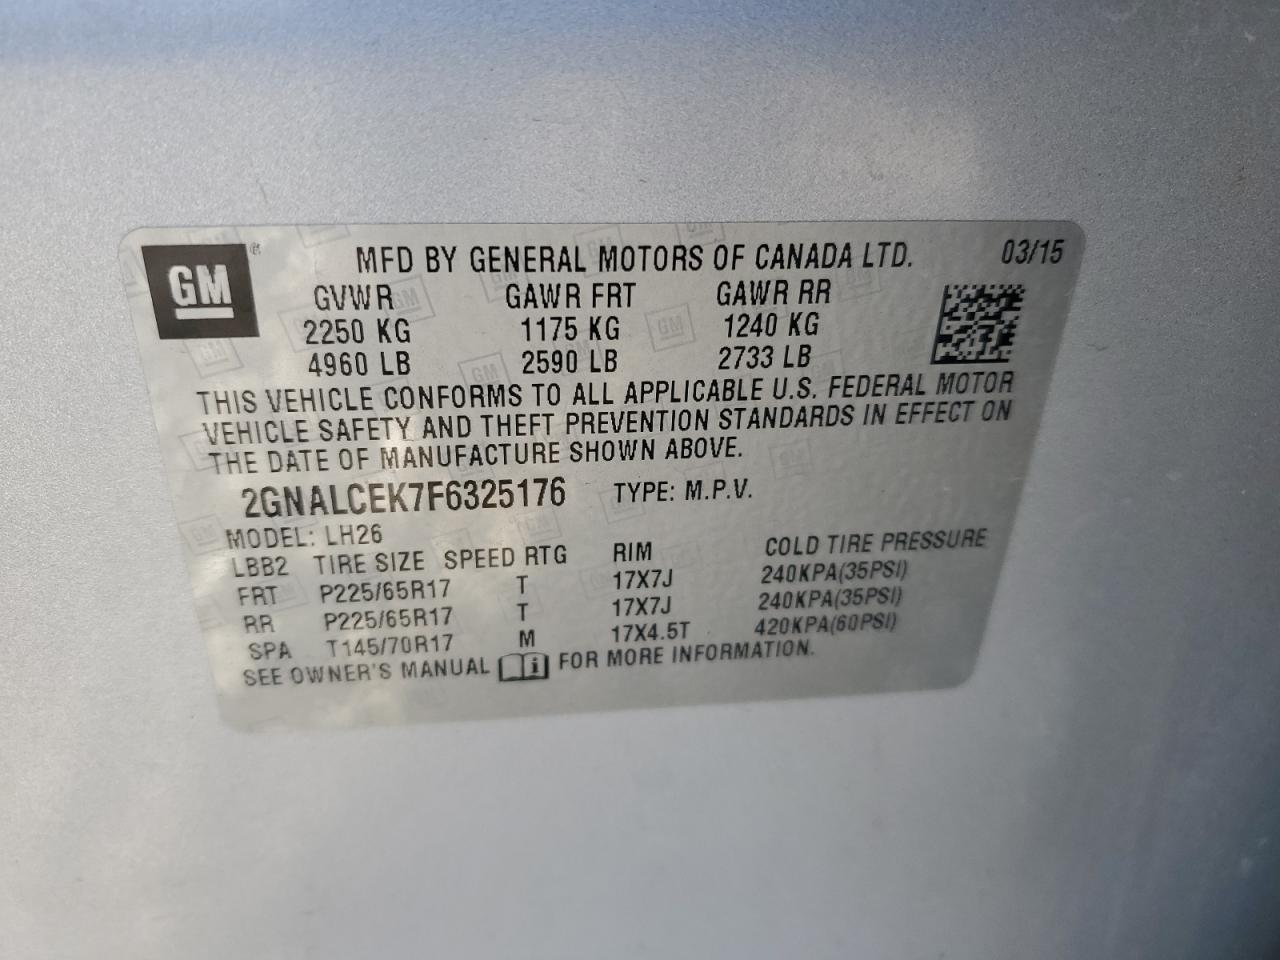 GM ®
MFD BY GENERAL MOTORS OF CANADA LTD. 03/15
GVWR GAWR FRT GAWR RR
2250 KG 1175 KG 1240 KG
4960 LB 2590 LB 2733 LB
THIS VEHICLE CONFORMS TO ALL APPLICABLE U.S. FEDERAL MOTOR
VEHICLE SAFETY AND THEFT PREVENTION STANDARDS IN EFFECT ON
THE DATE OF MANUFACTURE SHOWN ABOVE.
2GNALCEK7F6325176 TYPE: M.P.V.
MODEL: LH26
LBB2 TIRE SIZE SPEED RTG RIM COLD TIRE PRESSURE
FRT P225/65R17 T 17X7J 240KPA(35PSI)
RR P225/65R17 T 17X7J 240KPA(35PSI)
SPA T145/70R17 M 17X4.5T 420KPA(60PSI)
SEE OWNER'S MANUAL i FOR MORE INFORMATION.